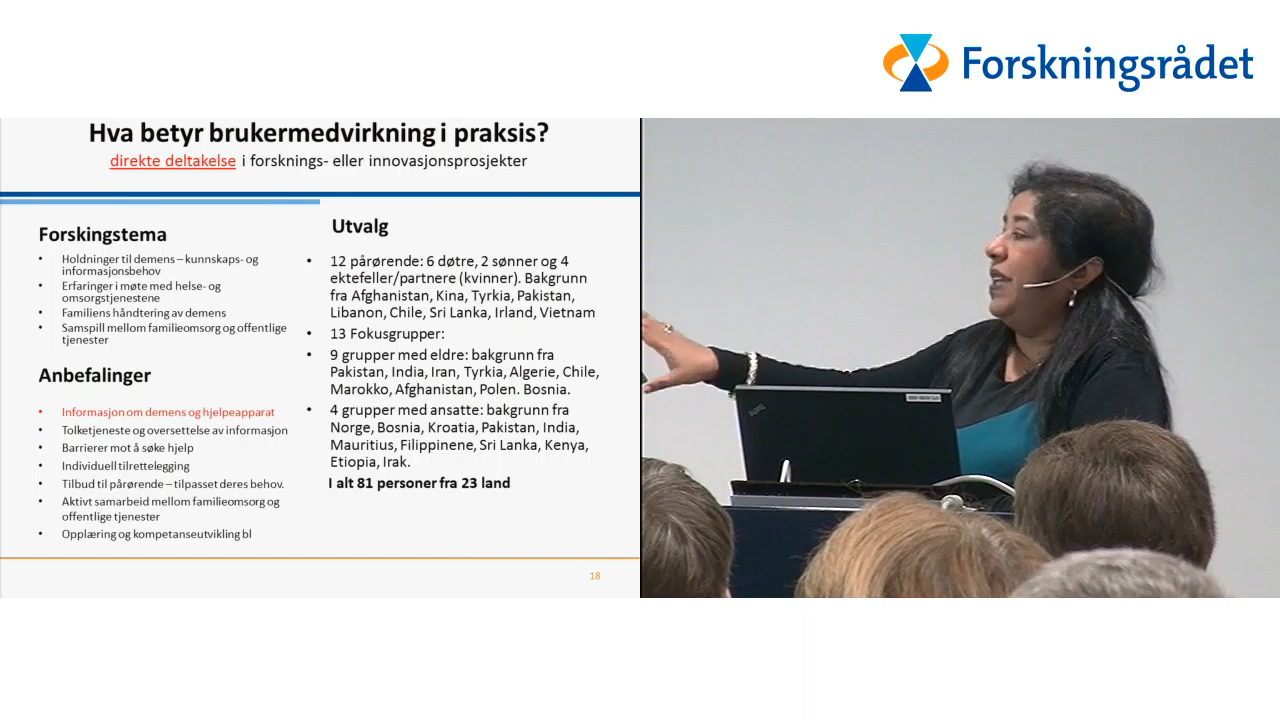 Forskningsrådet
Hva betyr brukermedvirkning i praksis?
direkte deltakelse i forsknings- eller innovasjonsprosjekter
Forskingstema
• Holdninger til demens – kunnskaps- og
informasjonsbehov
• Erfaringer i møte med helse- og
omsorgstjenestene
• Familiens håndtering av demens
• Samspill mellom familieomsorg og offentlige
tjenester
Anbefalinger
• Informasjon om demens og hjelpeapparat
• Tolketjeneste og oversettelse av informasjon
• Barrierer mot å søke hjelp
• Individuell tilrettelegging
• Tilbud til pårørende – tilpasset deres behov.
• Aktivt samarbeid mellom familieomsorg og
offentlige tjenester
• Opplæring og kompetanseutvikling bl
Utvalg
• 12 pårørende: 6 døtre, 2 sønner og 4
ektefeller/partnere (kvinner). Bakgrunn
fra Afghanistan, Kina, Tyrkia, Pakistan,
Libanon, Chile, Sri Lanka, Irland, Vietnam
• 13 Fokusgrupper:
• 9 grupper med eldre: bakgrunn fra
Pakistan, India, Iran, Tyrkia, Algerie, Chile,
Marokko, Afghanistan, Polen. Bosnia.
• 4 grupper med ansatte: bakgrunn fra
Norge, Bosnia, Kroatia, Pakistan, India,
Mauritius, Filippinene, Sri Lanka, Kenya,
Etiopia, Irak.
I alt 81 personer fra 23 land
18